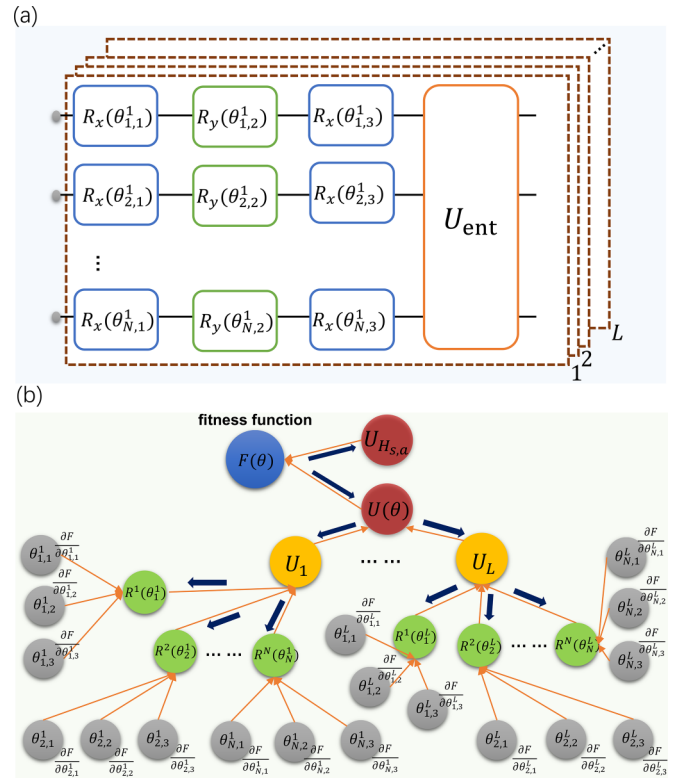 (a)
R_x(θ^1_{1,1}) R_y(θ^1_{1,2}) R_x(θ^1_{1,3})
R_x(θ^1_{2,1}) R_y(θ^1_{2,2}) R_x(θ^1_{2,3})
U_ent
⋮
R_x(θ^1_{N,1}) R_y(θ^1_{N,2}) R_x(θ^1_{N,3})
1 2 ⋯ L
(b)
fitness function
F(θ) U_{H_{s,a}}
U(θ)
U_1 ⋯⋯ U_L
θ^1_{1,1} ∂F/∂θ^1_{1,1}
θ^1_{1,2} ∂F/∂θ^1_{1,2}
θ^1_{1,3} ∂F/∂θ^1_{1,3}
R^1(θ^1_1)
R^2(θ^1_2) ⋯⋯ R^N(θ^1_N)
θ^1_{2,1} ∂F/∂θ^1_{2,1} θ^1_{2,2} ∂F/∂θ^1_{2,2} θ^1_{2,3} ∂F/∂θ^1_{2,3}
θ^1_{N,1} ∂F/∂θ^1_{N,1} θ^1_{N,2} ∂F/∂θ^1_{N,2} θ^1_{N,3} ∂F/∂θ^1_{N,3}
θ^L_{1,1} ∂F/∂θ^L_{1,1}
θ^L_{1,2} ∂F/∂θ^L_{1,2}
θ^L_{1,3} ∂F/∂θ^L_{1,3}
R^1(θ^L_1) R^2(θ^L_2) ⋯⋯ R^N(θ^L_N)
θ^L_{N,1} ∂F/∂θ^L_{N,1}
θ^L_{N,2} ∂F/∂θ^L_{N,2}
θ^L_{N,3} ∂F/∂θ^L_{N,3}
θ^L_{2,1} ∂F/∂θ^L_{2,1} θ^L_{2,2} ∂F/∂θ^L_{2,2} θ^L_{2,3} ∂F/∂θ^L_{2,3}